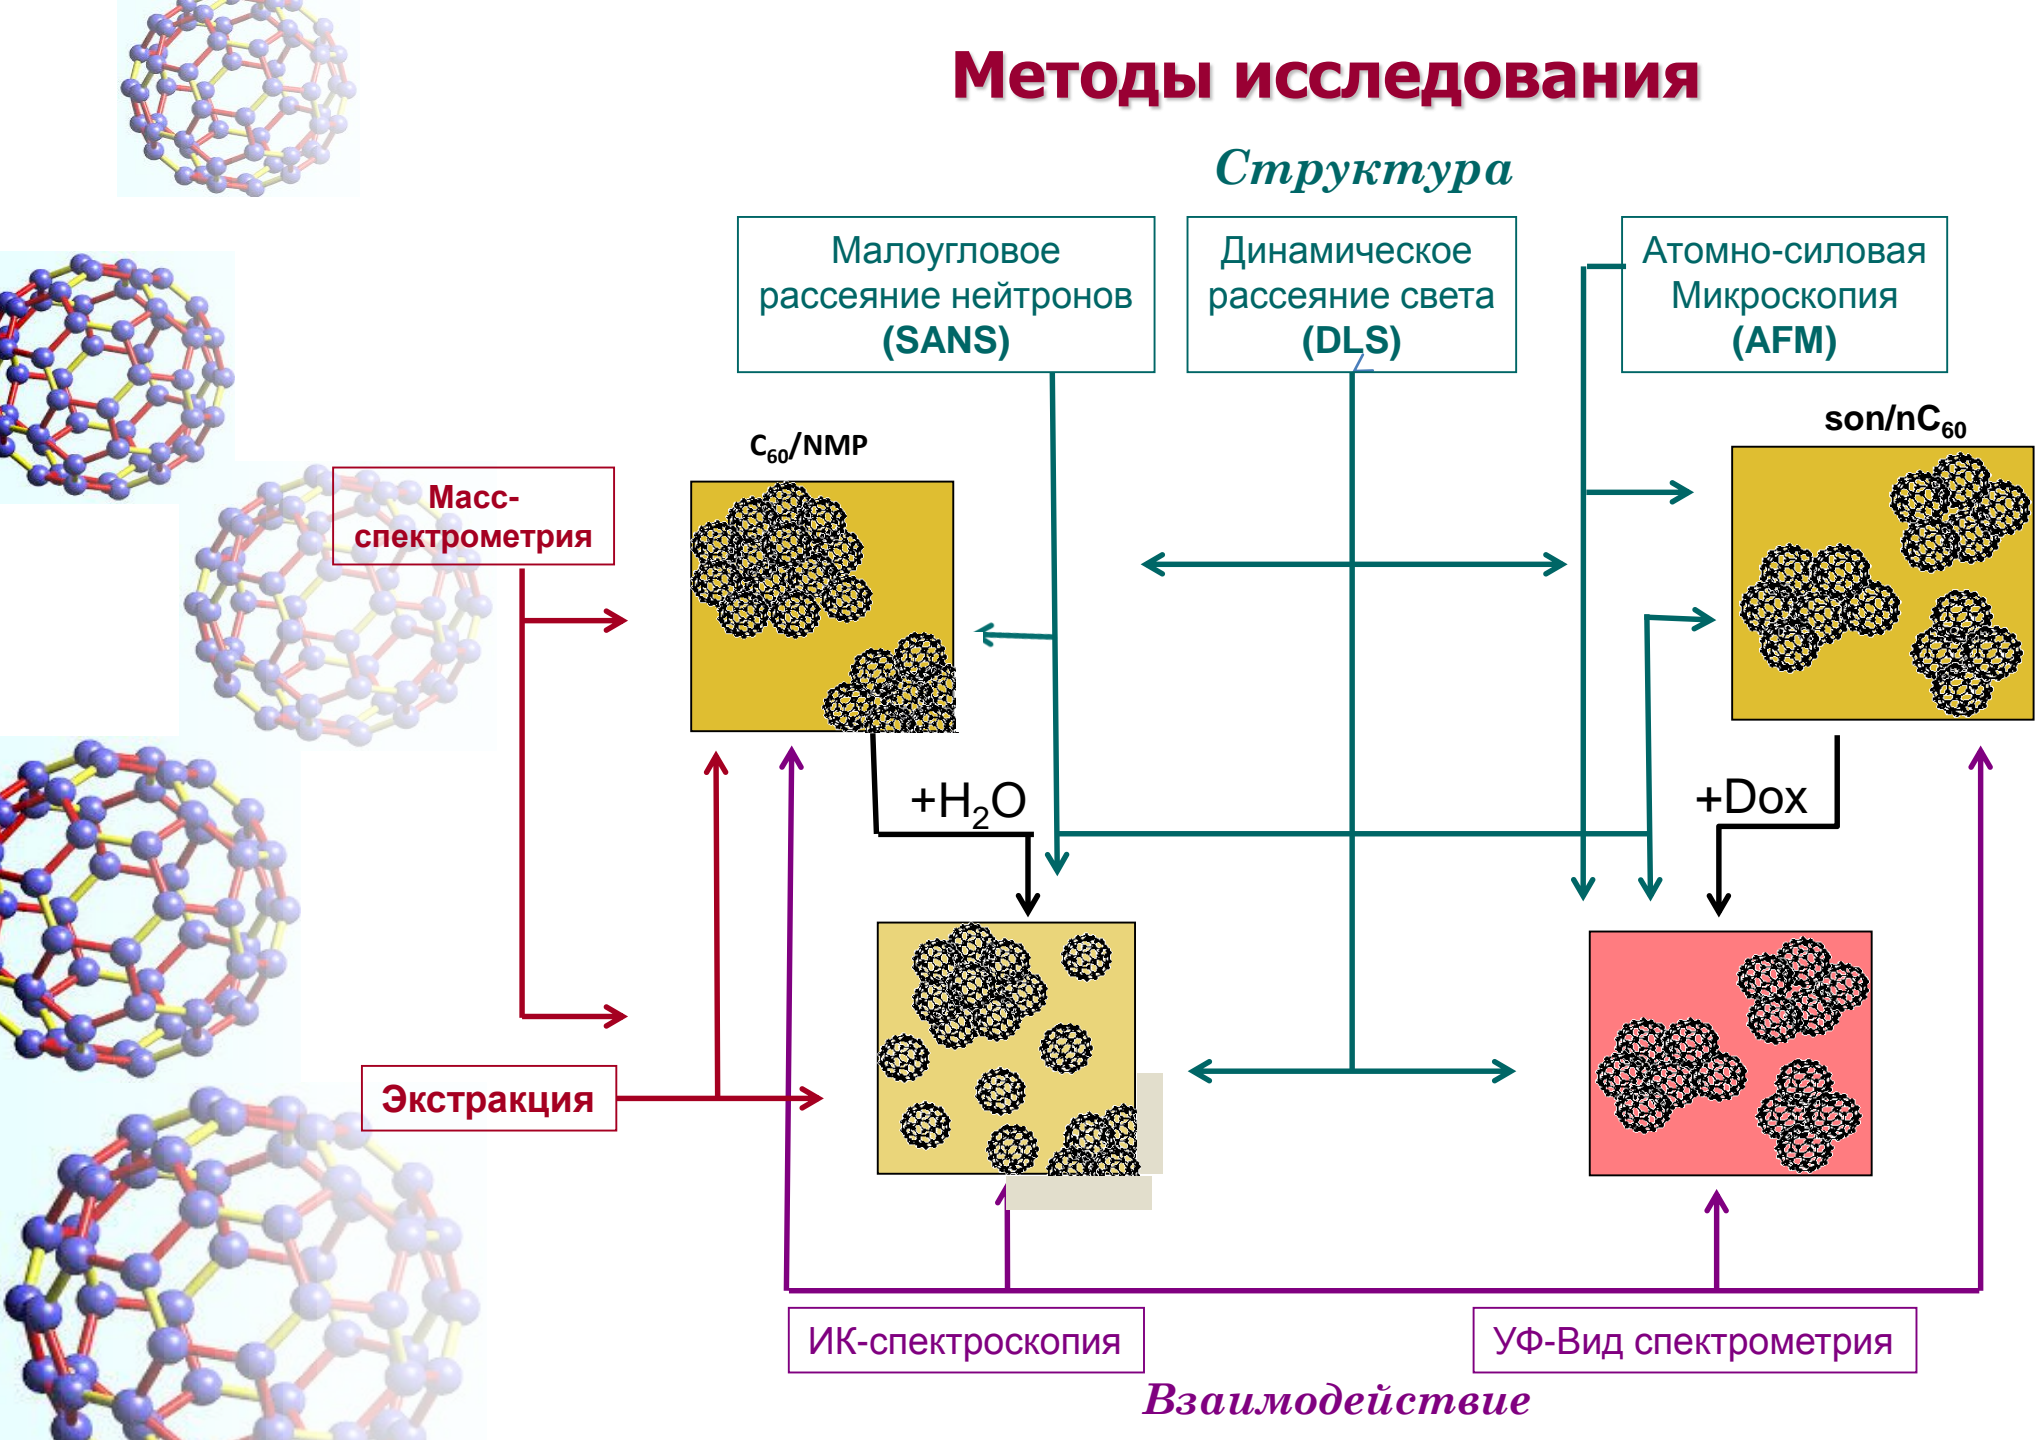 Методы исследования
Структура
Малоугловое
рассеяние нейтронов
(SANS)
Динамическое
рассеяние света
(DLS)
Атомно-силовая
Микроскопия
(AFM)
son/nC₆₀
C₆₀/NMP
Масс-
спектрометрия
+H₂O
+Dox
Экстракция
ИК-спектроскопия
УФ-Вид спектрометрия
Взаимодействие